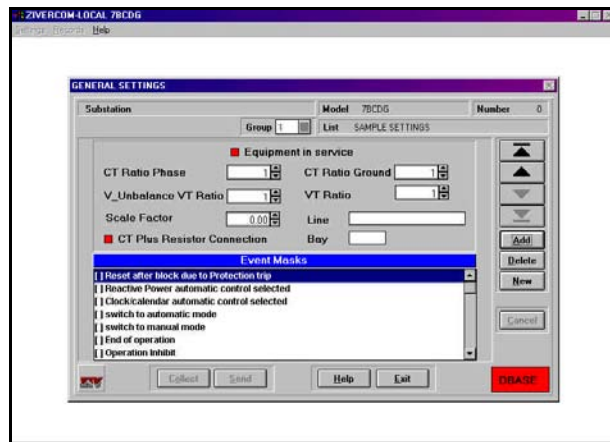 ZIVERCOM-LOCAL 7BCDG
Settings Records Help
GENERAL SETTINGS
Substation Model 7BCDG Number 0
Group 1 List SAMPLE SETTINGS
Equipment in service
CT Ratio Phase 1 CT Ratio Ground 1
V_Unbalance VT Ratio 1 VT Ratio 1
Scale Factor 0.00 Line
CT Plus Resistor Connection Bay
Event Masks
[ ] Reset after block due to Protection trip
[ ] Reactive Power automatic control selected
[ ] Clock/calendar automatic control selected
[ ] switch to automatic mode
[ ] switch to manual mode
[ ] End of operation
[ ] Operation Inhibit
Add
Delete
New
Cancel
ZIV Collect Send Help Exit DBASE